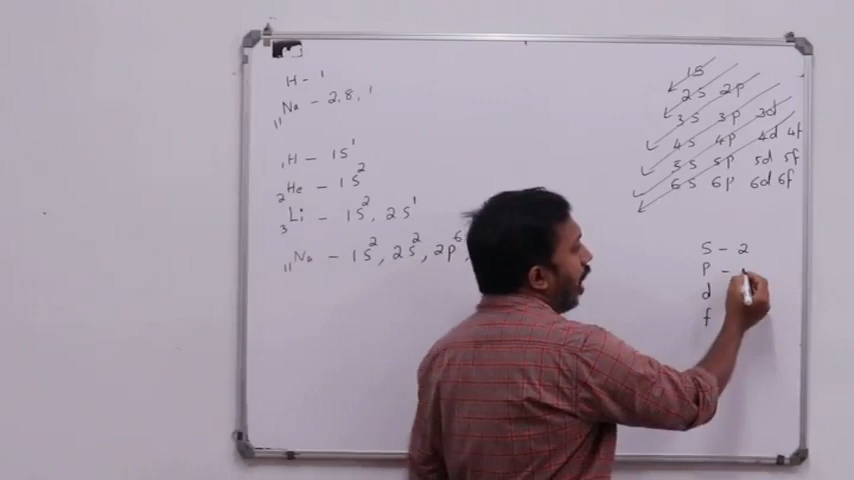 H - 1
₁₁Na - 2,8,1
₁H - 1s¹
₂He - 1s²
₃Li - 1s², 2s¹
₁₁Na - 1s², 2s², 2p⁶,
1s
2s 2p
3s 3p 3d
4s 4p 4d 4f
5s 5p 5d 5f
6s 6p 6d 6f
s - 2
p -
d
f